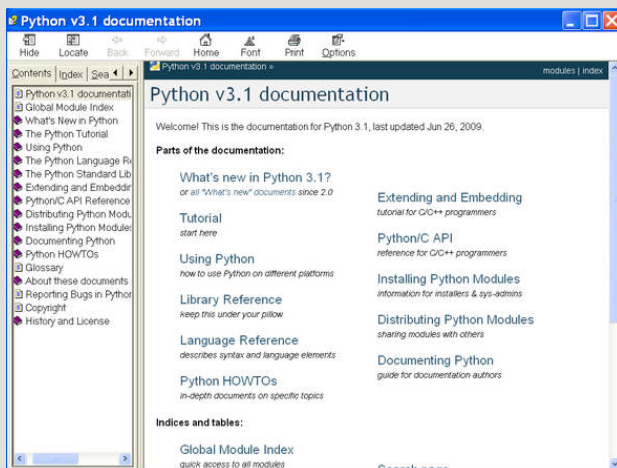 Python v3.1 documentation
Hide Locate Back Forward Home Font Print Options
Contents Index Sea
Python v3.1 documentation »
modules | index
Python v3.1 documentati
Global Module Index
What's New in Python
The Python Tutorial
Using Python
The Python Language Re
The Python Standard Lib
Extending and Embeddin
Python/C API Reference
Distributing Python Modu
Installing Python Modules
Documenting Python
Python HOWTOs
Glossary
About these documents
Reporting Bugs in Python
Copyright
History and License
Python v3.1 documentation
Welcome! This is the documentation for Python 3.1, last updated Jun 26, 2009.
Parts of the documentation:
What's new in Python 3.1?
or all "What's new" documents since 2.0
Tutorial
start here
Using Python
how to use Python on different platforms
Library Reference
keep this under your pillow
Language Reference
describes syntax and language elements
Python HOWTOs
in-depth documents on specific topics
Extending and Embedding
tutorial for C/C++ programmers
Python/C API
reference for C/C++ programmers
Installing Python Modules
information for installers & sys-admins
Distributing Python Modules
sharing modules with others
Documenting Python
guide for documentation authors
Indices and tables:
Global Module Index
quick access to all modules